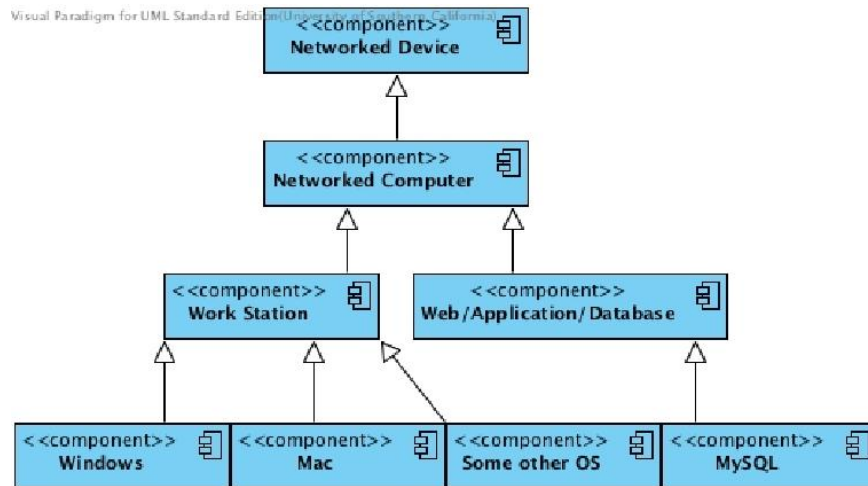 Visual Paradigm for UML Standard Edition(University of Southern California)
<<component>>
Networked Device
<<component>>
Networked Computer
<<component>>
Work Station
<<component>>
Web/Application/Database
<<component>>
Windows
<<component>>
Mac
<<component>>
Some other OS
<<component>>
MySQL